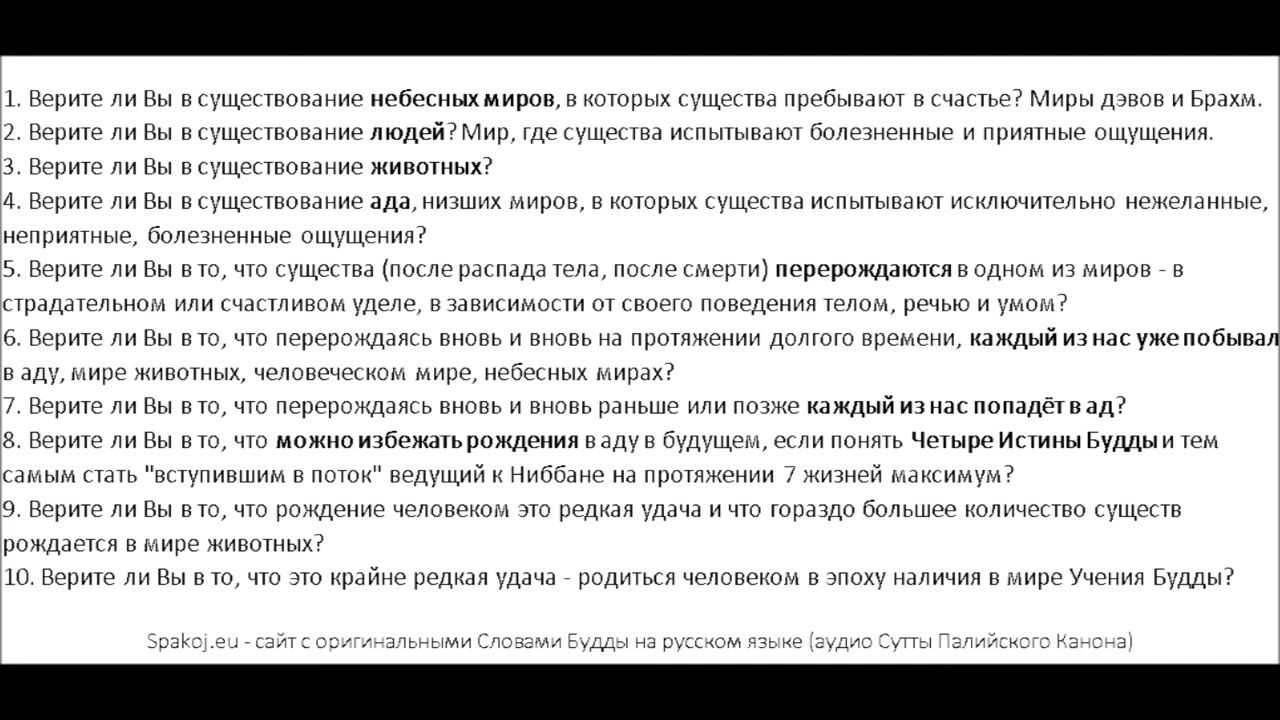 1. Верите ли Вы в существование небесных миров, в которых существа пребывают в счастье? Миры дэвов и Брахм.
2. Верите ли Вы в существование людей? Мир, где существа испытывают болезненные и приятные ощущения.
3. Верите ли Вы в существование животных?
4. Верите ли Вы в существование ада, низших миров, в которых существа испытывают исключительно нежеланные,
неприятные, болезненные ощущения?
5. Верите ли Вы в то, что существа (после распада тела, после смерти) перерождаются в одном из миров - в
страдательном или счастливом уделе, в зависимости от своего поведения телом, речью и умом?
6. Верите ли Вы в то, что перерождаясь вновь и вновь на протяжении долгого времени, каждый из нас уже побывал
в аду, мире животных, человеческом мире, небесных мирах?
7. Верите ли Вы в то, что перерождаясь вновь и вновь раньше или позже каждый из нас попадёт в ад?
8. Верите ли Вы в то, что можно избежать рождения в аду в будущем, если понять Четыре Истины Будды и тем
самым стать "вступившим в поток" ведущий к Ниббане на протяжении 7 жизней максимум?
9. Верите ли Вы в то, что рождение человеком это редкая удача и что гораздо большее количество существ
рождается в мире животных?
10. Верите ли Вы в то, что это крайне редкая удача - родиться человеком в эпоху наличия в мире Учения Будды?
Spakoj.eu - сайт с оригинальными Словами Будды на русском языке (аудио Сутты Палийского Канона)